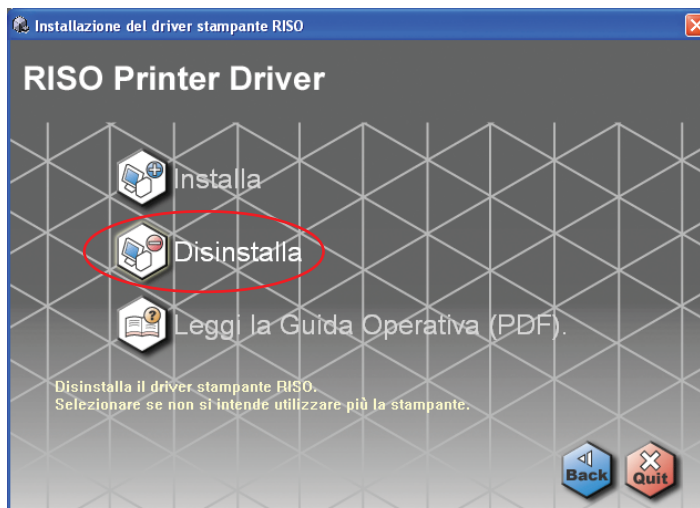 Installazione del driver stampante RISO
RISO Printer Driver
Installa
Disinstalla
Leggi la Guida Operativa (PDF).
Disinstalla il driver stampante RISO.
Selezionare se non si intende utilizzare più la stampante.
Back
Quit